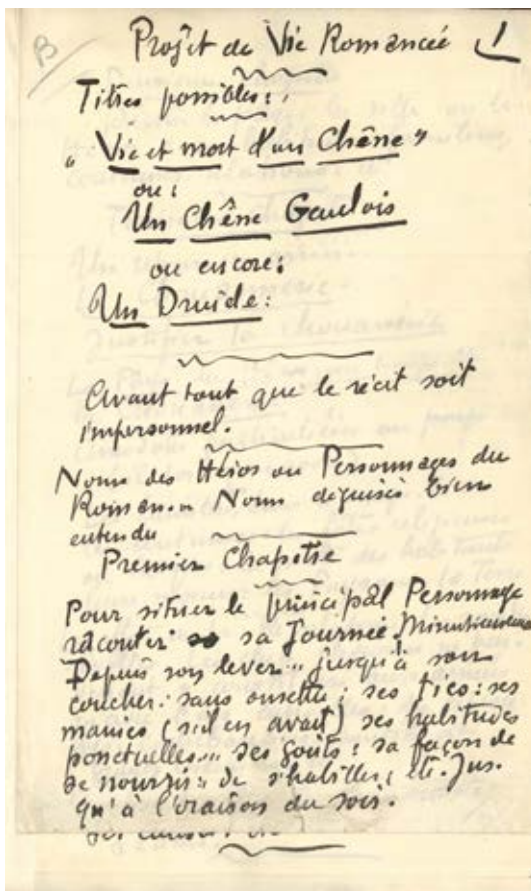 B
Projet de Vie Romancée 1
Titres possibles:
"Vie et mort d'un Chêne"
ou:
Un Chêne Gaulois
ou encore:
Un Druide:
Avant tout que le récit soit
impersonnel.
Noms des Héros ou Personnages du
Roman... Noms déguisés bien
entendu
Premier Chapitre
Pour situer le principal Personnage
raconter sa Journée Minutieusement
Depuis son lever... jusqu'à son
coucher: sans omettre: ses tics: ses
manies (s'il en avait) ses habitudes
ponctuelles... ses goûts: sa façon de
se nourrir: de s'habiller, etc. Jus.
qu'à l'oraison du soir.